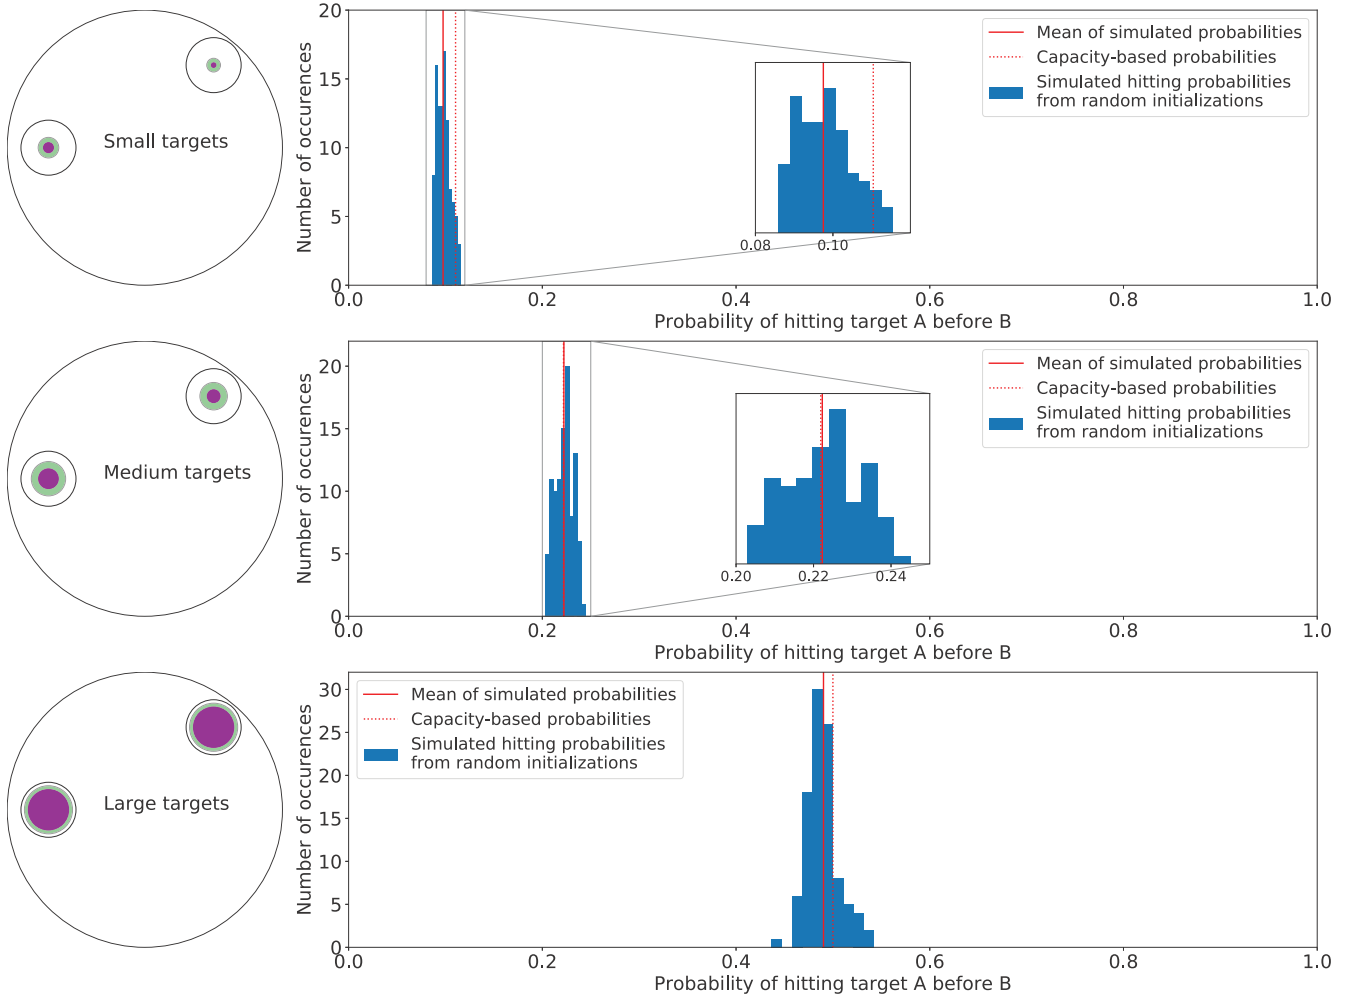 Small targets
Number of occurences
20
15
10
5
0
Mean of simulated probabilities
Capacity-based probabilities
Simulated hitting probabilities
from random initializations
0.08
0.10
0.0
0.2
0.4
0.6
0.8
1.0
Probability of hitting target A before B
Medium targets
Number of occurences
20
15
10
5
0
Mean of simulated probabilities
Capacity-based probabilities
Simulated hitting probabilities
from random initializations
0.20
0.22
0.24
0.0
0.2
0.4
0.6
0.8
1.0
Probability of hitting target A before B
Large targets
Number of occurences
30
25
20
15
10
5
0
Mean of simulated probabilities
Capacity-based probabilities
Simulated hitting probabilities
from random initializations
0.0
0.2
0.4
0.6
0.8
1.0
Probability of hitting target A before B